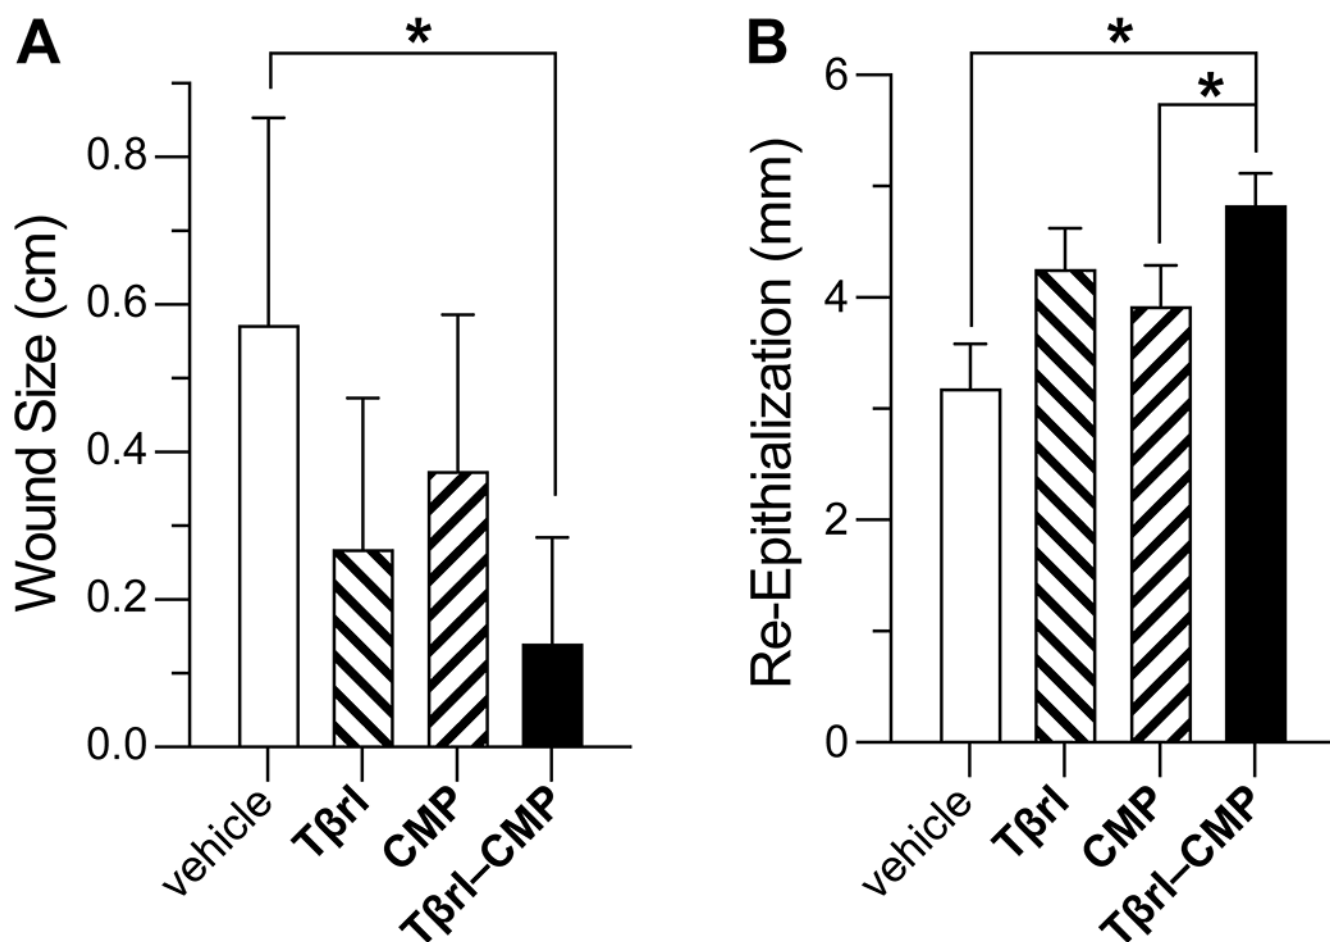 A
*
Wound Size (cm)
0.8
0.6
0.4
0.2
0.0
vehicle
TβrI
CMP
TβrI–CMP
B
*
*
Re-Epithialization (mm)
6
4
2
0
vehicle
TβrI
CMP
TβrI–CMP